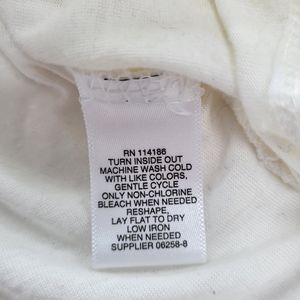 RN 114186
TURN INSIDE OUT
MACHINE WASH COLD
WITH LIKE COLORS,
GENTLE CYCLE
ONLY NON-CHLORINE
BLEACH WHEN NEEDED
RESHAPE,
LAY FLAT TO DRY
LOW IRON
WHEN NEEDED
SUPPLIER 06258-8